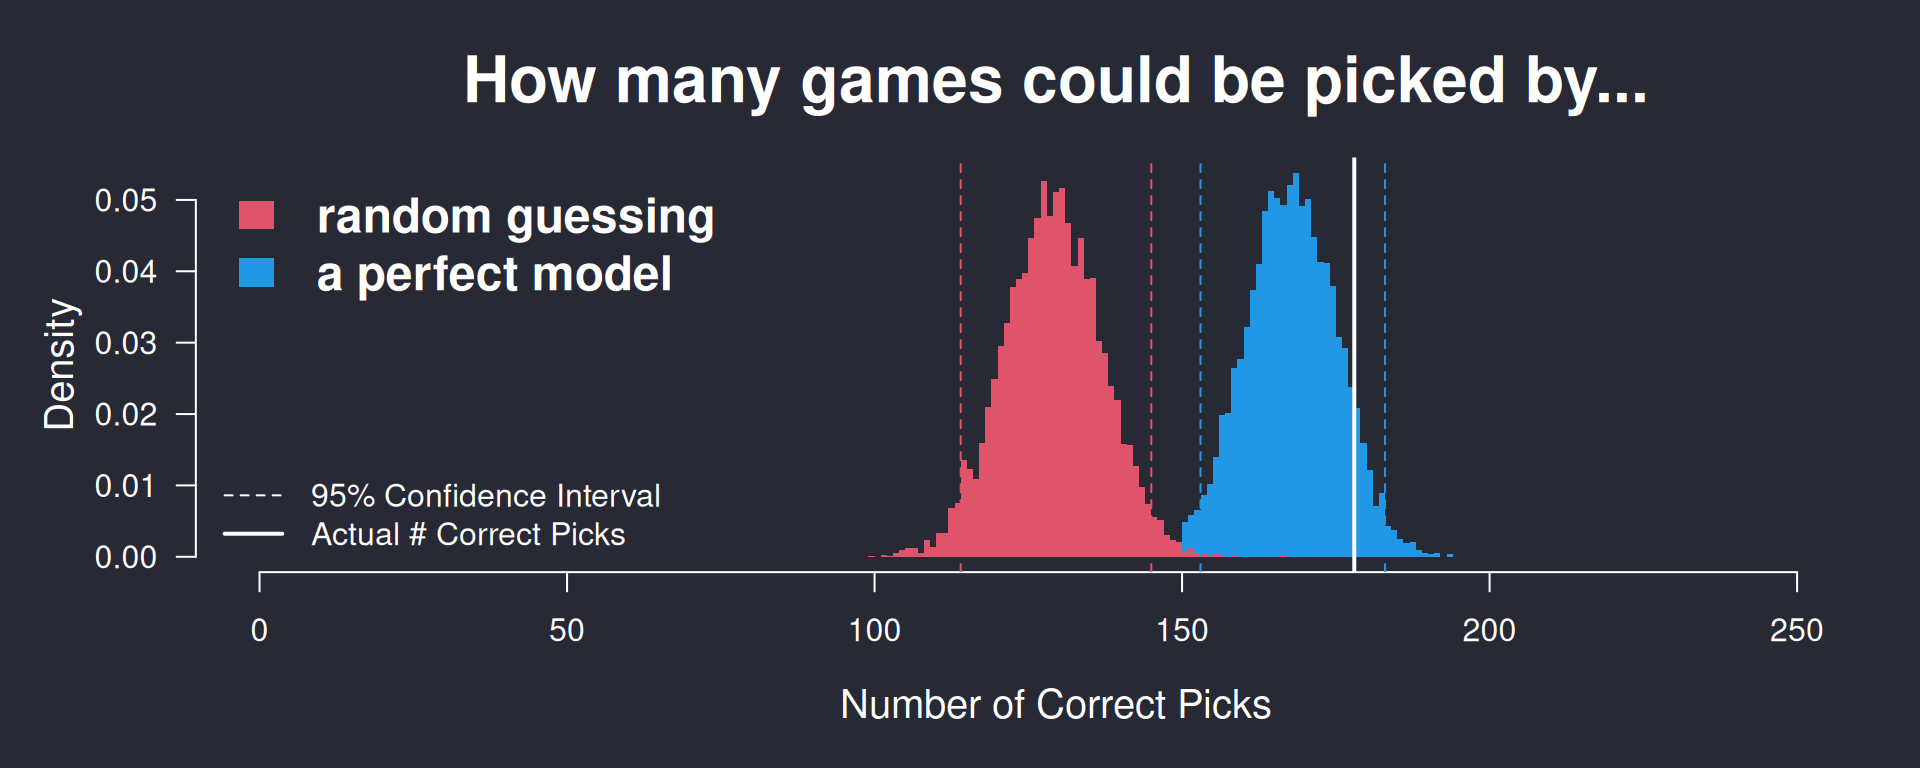 How many games could be picked by...
random guessing
a perfect model
95% Confidence Interval
Actual # Correct Picks
Density
0.05
0.04
0.03
0.02
0.01
0.00
0 50 100 150 200 250
Number of Correct Picks